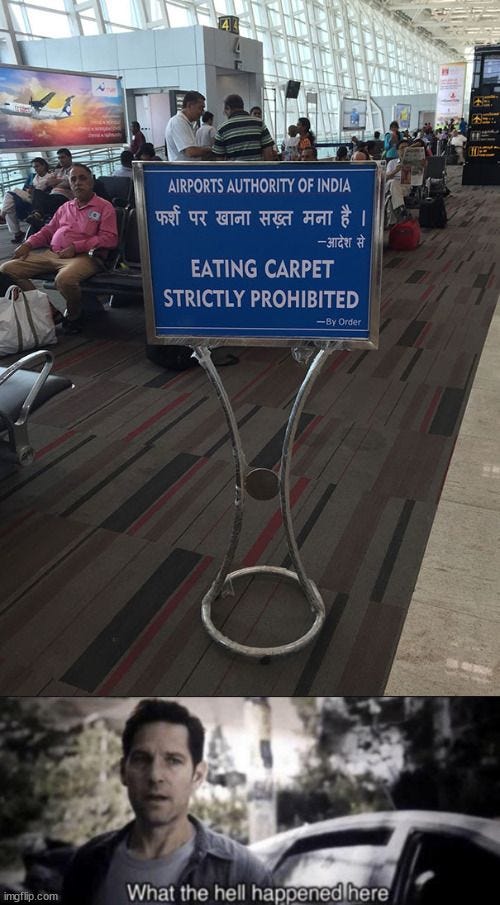 44
AIRPORTS AUTHORITY OF INDIA
फर्श पर खाना सख़्त मना है ।
–आदेश से
EATING CARPET
STRICTLY PROHIBITED
–By Order
What the hell happened here
imgflip.com